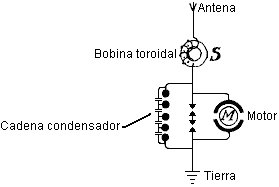 Antena
Bobina toroidal
S
M
Motor
Cadena condensador
Tierra